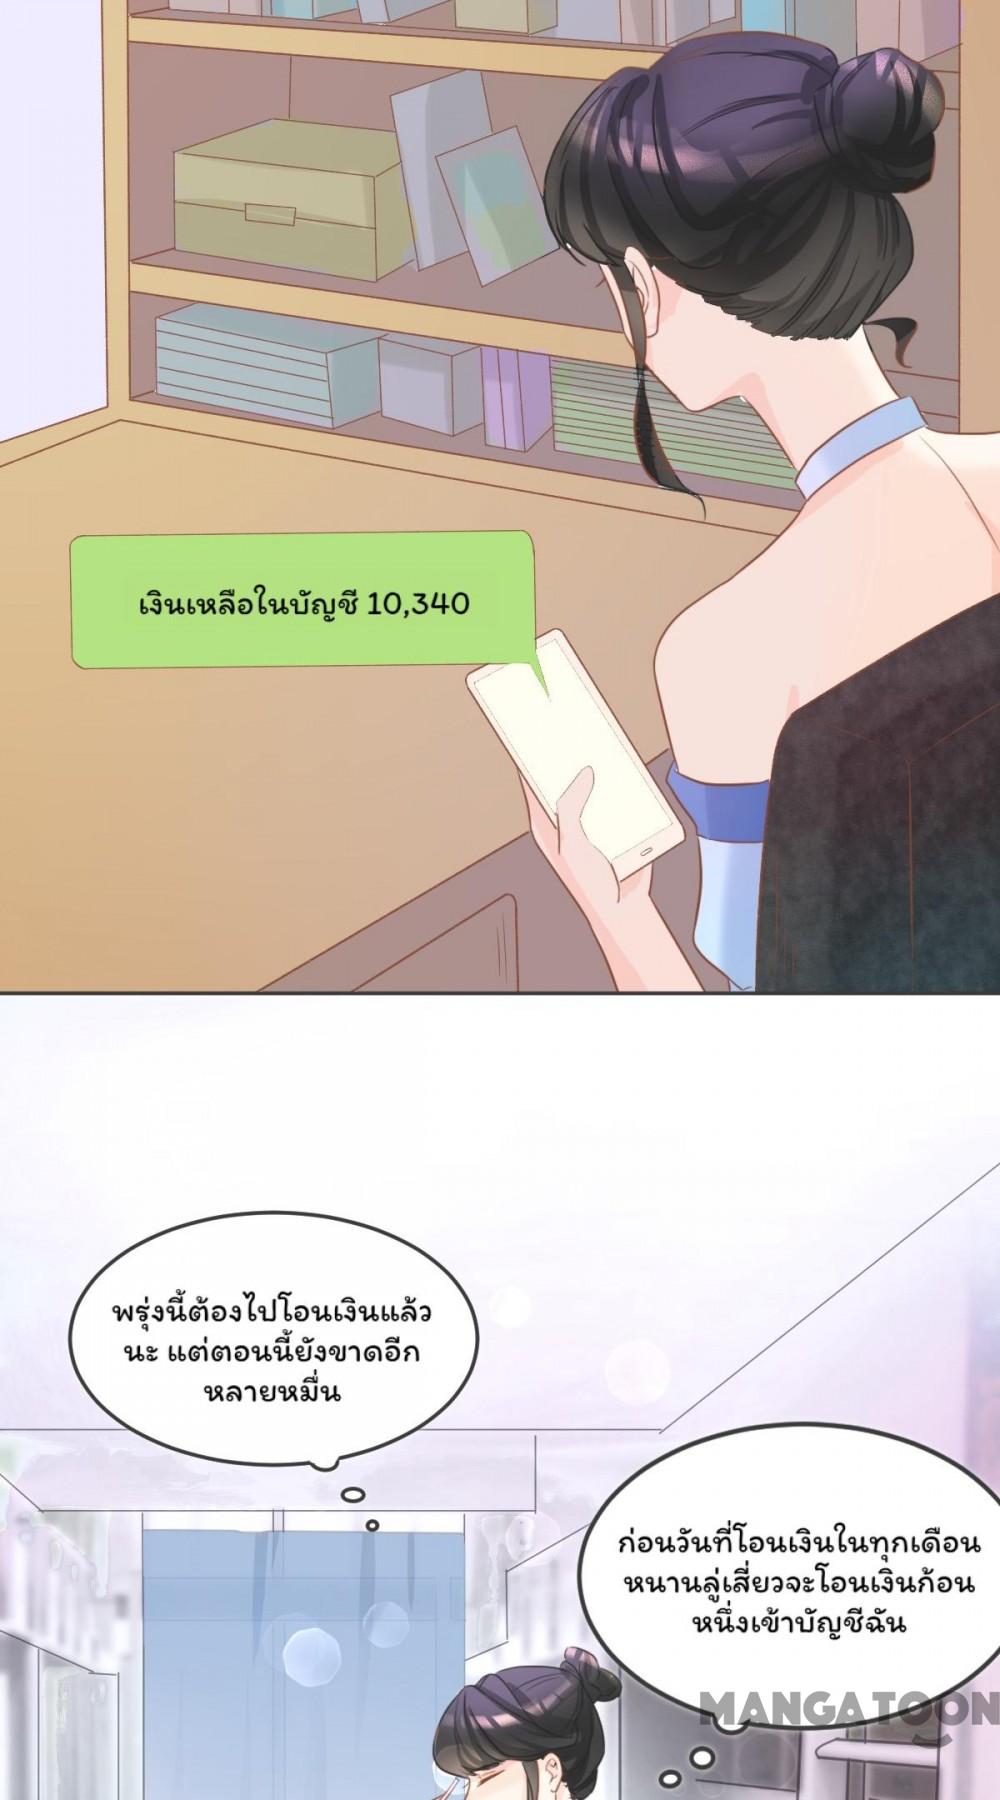 เงินเหลือในบัญชี 10,340
พรุ่งนี้ต้องไปโอนเงินแล้ว
นะ แต่ตอนนี้ยังขาดอีก
หลายหมื่น
ก่อนวันที่โอนเงินในทุกเดือน
หนานลู่เสี่ยวจะโอนเงินก้อน
หนึ่งเข้าบัญชีฉัน
MANGATOON